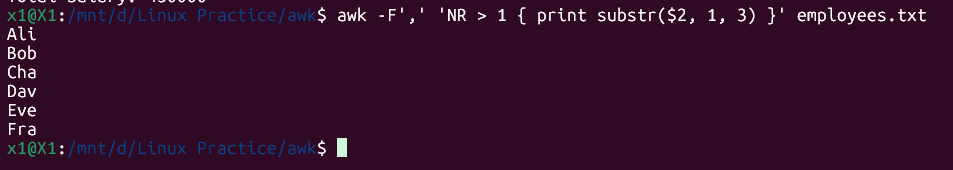 x1@X1:/mnt/d/Linux Practice/awk$ awk -F',' 'NR > 1 { print substr($2, 1, 3) }' employees.txt
Ali
Bob
Cha
Dav
Eve
Fra
x1@X1:/mnt/d/Linux Practice/awk$